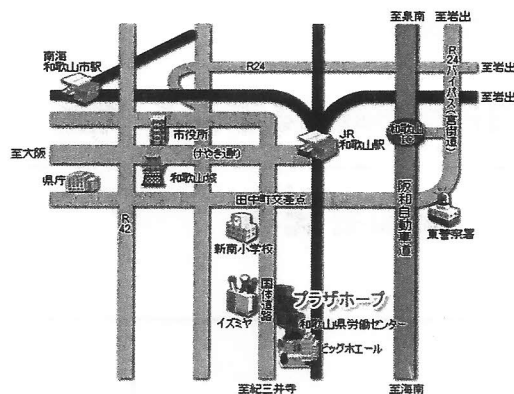 至泉南
至岩出
南海
和歌山市駅
R24
至岩出
R24バイパス(宮街道)
至岩出
市役所
JR
和歌山駅
和歌山
IC
至大阪
(けやき通り)
県庁
和歌山城
田中町交差点
R42
阪和自動車道
東警察署
新南小学校
国体道路
イズミヤ
プラザホープ
和歌山県労働センター
ビッグホエール
至紀三井寺
至海南